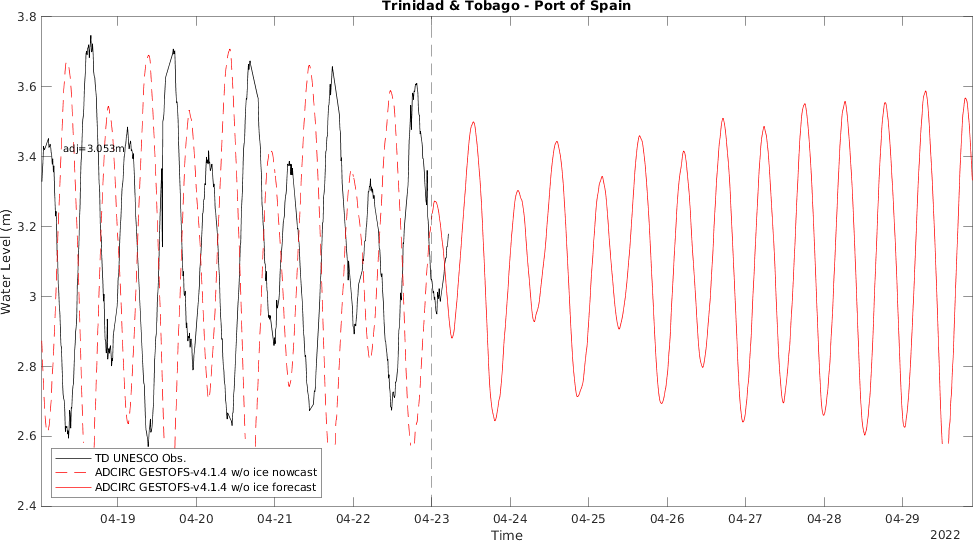 Trinidad & Tobago - Port of Spain
3.8
3.6
3.4
3.2
3
2.8
2.6
2.4
Water Level (m)
adj=3.053m
TD UNESCO Obs.
ADCIRC GESTOFS-v4.1.4 w/o ice nowcast
ADCIRC GESTOFS-v4.1.4 w/o ice forecast
04-19 04-20 04-21 04-22 04-23 04-24 04-25 04-26 04-27 04-28 04-29
Time
2022